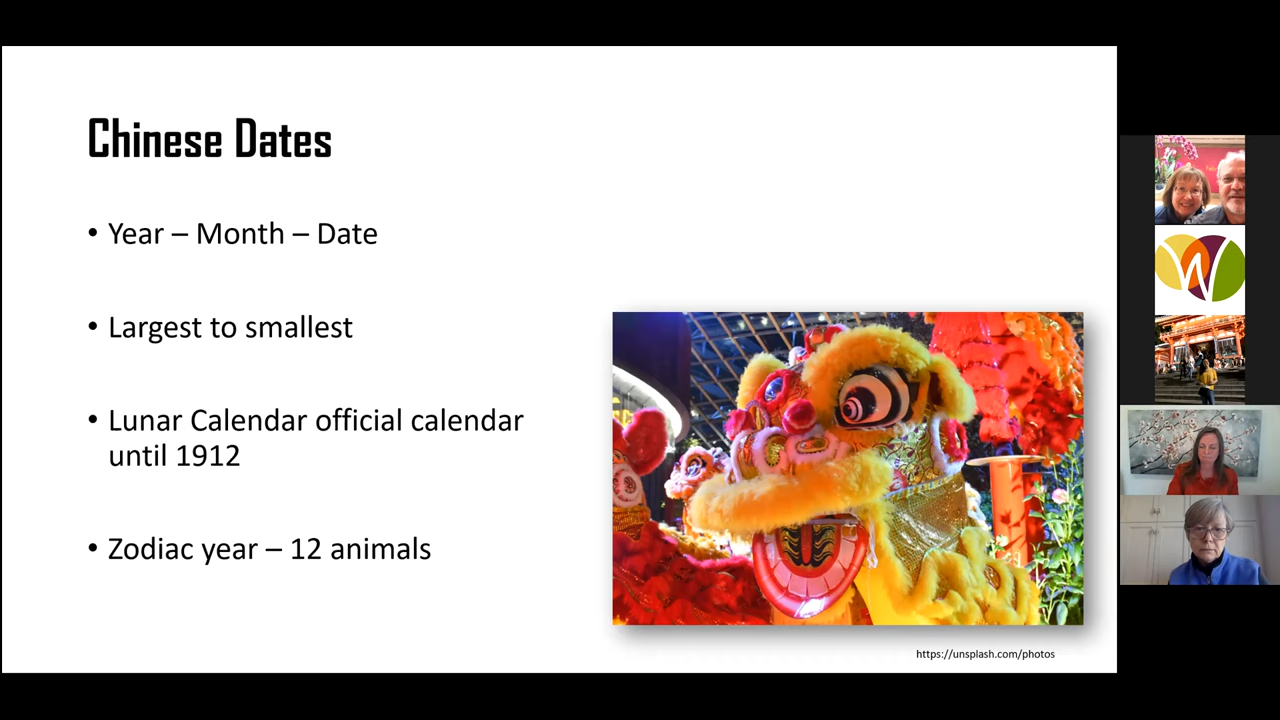 Chinese Dates
• Year – Month – Date
• Largest to smallest
• Lunar Calendar official calendar
until 1912
• Zodiac year – 12 animals
https://unsplash.com/photos